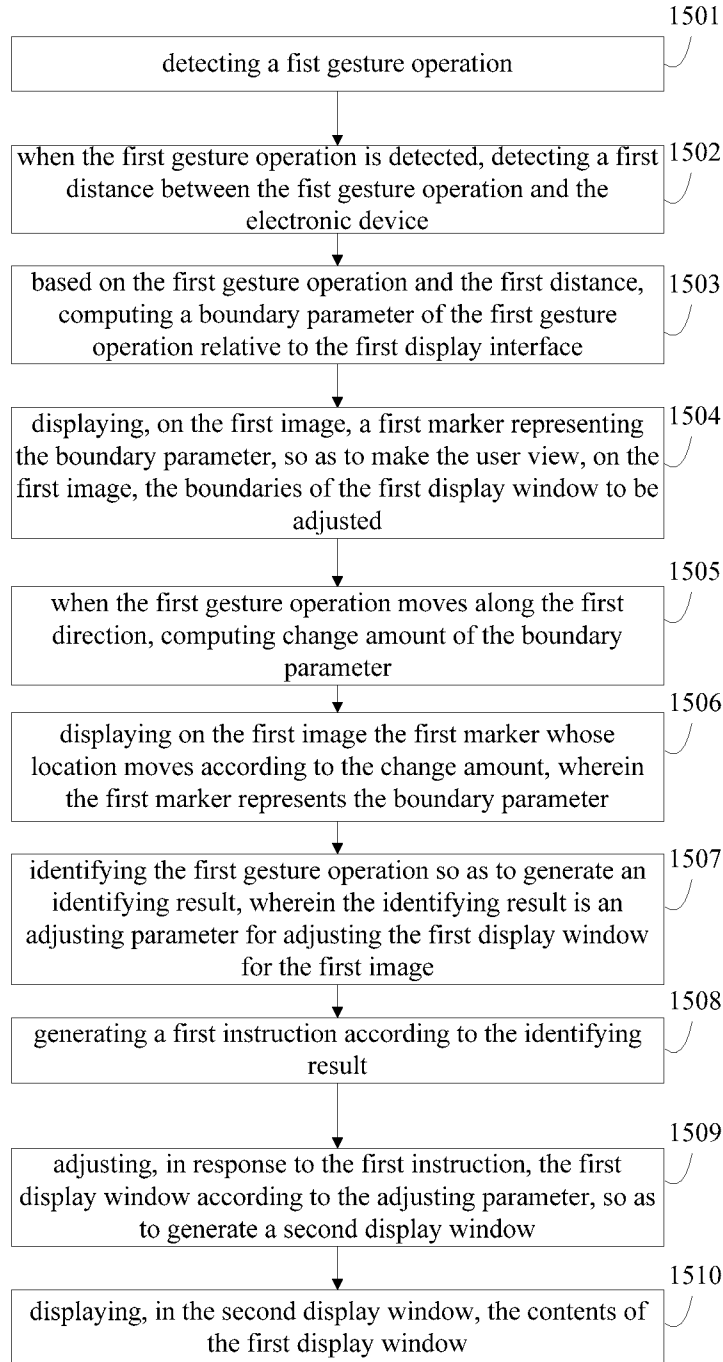 1501
detecting a fist gesture operation
1502
when the first gesture operation is detected, detecting a first
distance between the fist gesture operation and the
electronic device
1503
based on the first gesture operation and the first distance,
computing a boundary parameter of the first gesture
operation relative to the first display interface
1504
displaying, on the first image, a first marker representing
the boundary parameter, so as to make the user view, on the
first image, the boundaries of the first display window to be
adjusted
1505
when the first gesture operation moves along the first
direction, computing change amount of the boundary
parameter
1506
displaying on the first image the first marker whose
location moves according to the change amount, wherein
the first marker represents the boundary parameter
1507
identifying the first gesture operation so as to generate an
identifying result, wherein the identifying result is an
adjusting parameter for adjusting the first display window
for the first image
1508
generating a first instruction according to the identifying
result
1509
adjusting, in response to the first instruction, the first
display window according to the adjusting parameter, so as
to generate a second display window
1510
displaying, in the second display window, the contents of
the first display window